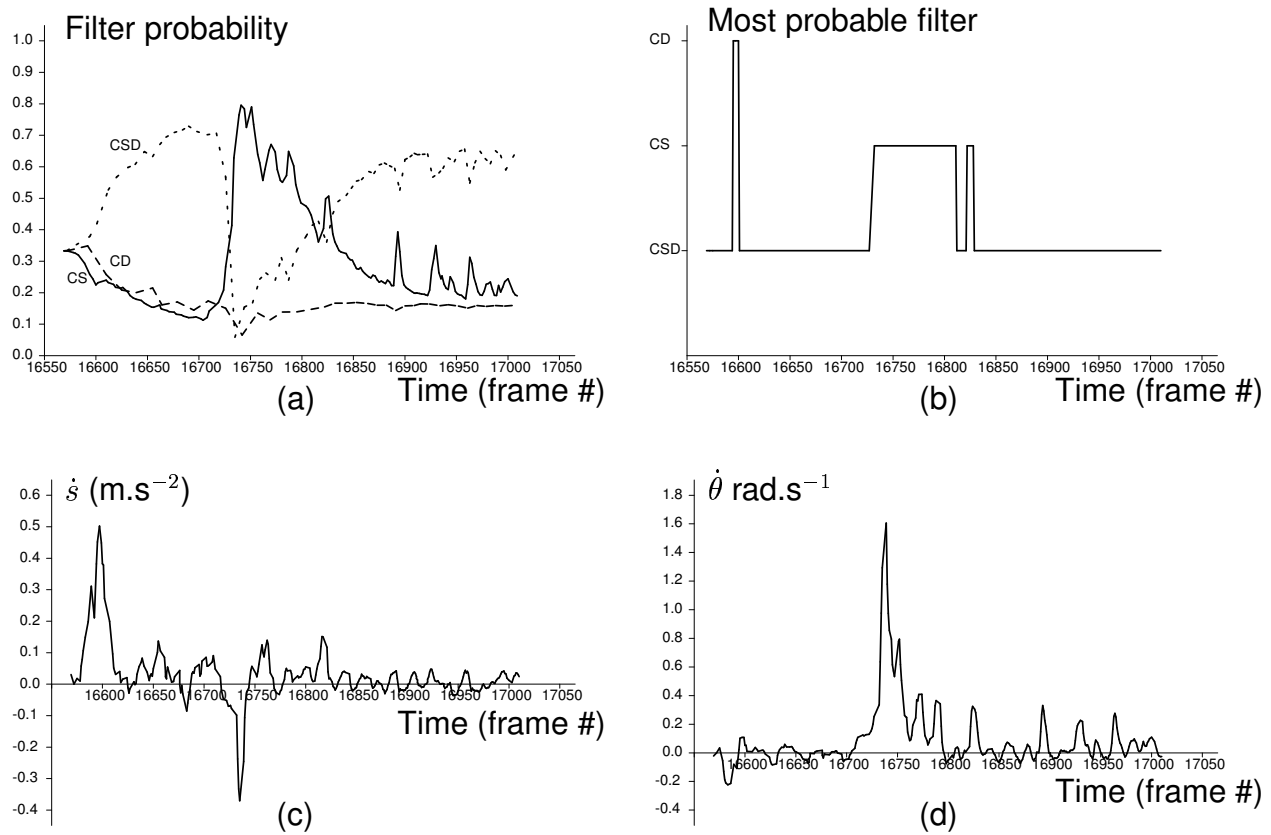 Filter probability
1.0
0.9
0.8
0.7
0.6
0.5
0.4
0.3
0.2
0.1
0.0
CSD
CD
CS
16550 16600 16650 16700 16750 16800 16850 16900 16950 17000 17050
Time (frame #)
(a)
Most probable filter
CD
CS
CSD
16550 16600 16650 16700 16750 16800 16850 16900 16950 17000 17050
Time (frame #)
(b)
ṡ (m.s⁻²)
0.6
0.5
0.4
0.3
0.2
0.1
0.0
-0.1
-0.2
-0.3
-0.4
16600 16650 16700 16750 16800 16850 16900 16950 17000 17050
Time (frame #)
(c)
θ̇ rad.s⁻¹
1.8
1.6
1.4
1.2
1.0
0.8
0.6
0.4
0.2
0.0
-0.2
-0.4
16600 16650 16700 16750 16800 16850 16900 16950 17000 17050
Time (frame #)
(d)